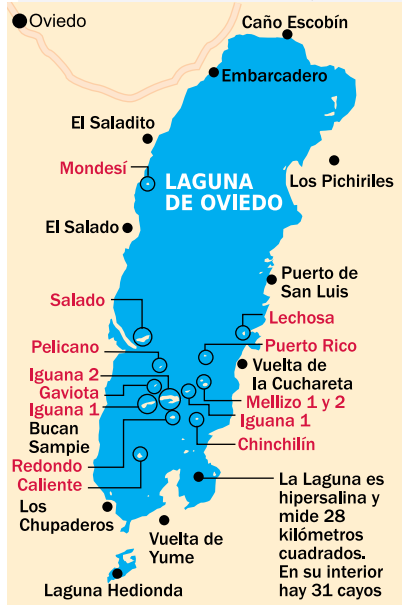 Oviedo
Caño Escobín
Embarcadero
El Saladito
Mondesí
LAGUNA
DE OVIEDO
Los Pichiriles
El Salado
Puerto de
San Luis
Salado
Lechosa
Pelicano
Puerto Rico
Iguana 2
Vuelta de
la Cuchareta
Gaviota
Mellizo 1 y 2
Iguana 1
Iguana 1
Bucan
Sampie
Chinchilín
Redondo
Caliente
La Laguna es
hipersalina y
mide 28
kilómetros
cuadrados.
En su interior
hay 31 cayos
Los
Chupaderos
Vuelta de
Yume
Laguna Hedionda